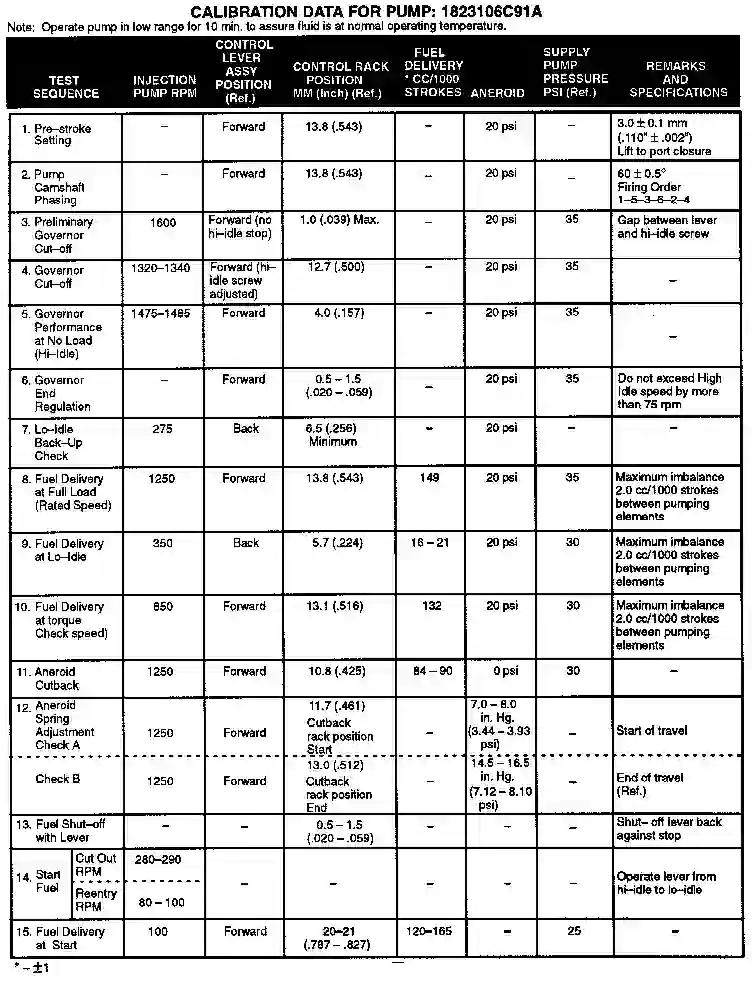 CALIBRATION DATA FOR PUMP: 1823106C91A
Note: Operate pump in low range for 10 min. to assure fluid is at normal operating temperature.
TEST SEQUENCE | INJECTION PUMP RPM | CONTROL LEVER ASSY POSITION (Ref.) | CONTROL RACK POSITION MM (Inch) (Ref.) | FUEL DELIVERY * CC/1000 STROKES | ANEROID | SUPPLY PUMP PRESSURE PSI (Ref.) | REMARKS AND SPECIFICATIONS
1. Pre-stroke Setting | – | Forward | 13.8 (.543) | – | 20 psi | – | 3.0 ± 0.1 mm (.110" ± .002") Lift to port closure
2. Pump Camshaft Phasing | – | Forward | 13.8 (.543) | – | 20 psi | – | 60 ± 0.5° Firing Order 1–5–3–6–2–4
3. Preliminary Governor Cut-off | 1600 | Forward (no hi-idle stop) | 1.0 (.039) Max. | – | 20 psi | 35 | Gap between lever and hi-idle screw
4. Governor Cut-off | 1320–1340 | Forward (hi-idle screw adjusted) | 12.7 (.500) | – | 20 psi | 35
5. Governor Performance at No Load (Hi-Idle) | 1475–1485 | Forward | 4.0 (.157) | – | 20 psi | 35 | –
6. Governor End Regulation | – | Forward | 0.5 – 1.5 (.020 – .059) | – | 20 psi | 35 | Do not exceed High Idle speed by more than 75 rpm
7. Lo-Idle Back-Up Check | 275 | Back | 6.5 (.256) Minimum | – | 20 psi | – | –
8. Fuel Delivery at Full Load (Rated Speed) | 1250 | Forward | 13.8 (.543) | 149 | 20 psi | 35 | Maximum imbalance 2.0 cc/1000 strokes between pumping elements
9. Fuel Delivery at Lo-Idle | 350 | Back | 5.7 (.224) | 16 – 21 | 20 psi | 30 | Maximum imbalance 2.0 cc/1000 strokes between pumping elements
10. Fuel Delivery at torque Check speed) | 850 | Forward | 13.1 (.516) | 132 | 20 psi | 30 | Maximum imbalance 2.0 cc/1000 strokes between pumping elements
11. Aneroid Cutback | 1250 | Forward | 10.8 (.425) | 84 – 90 | 0 psi | 30 | –
12. Aneroid Spring Adjustment Check A | 1250 | Forward | 11.7 (.461) Cutback rack position Start | – | 7.0 – 8.0 in. Hg. (3.44 – 3.93 psi) | – | Start of travel
Check B | 1250 | Forward | 13.0 (.512) Cutback rack position End | – | 14.5 – 16.5 in. Hg. (7.12 – 8.10 psi) | – | End of travel (Ref.)
13. Fuel Shut-off with Lever | – | – | 0.5 – 1.5 (.020 – .059) | – | – | – | Shut- off lever back against stop
14. Start Fuel | Cut Out RPM | 280–290 | – | – | – | – | – | Operate lever from hi-idle to lo-idle
Reentry RPM | 80 – 100
15. Fuel Delivery at Start | 100 | Forward | 20–21 (.787 – .827) | 120–165 | – | 25 | –
* – ±1